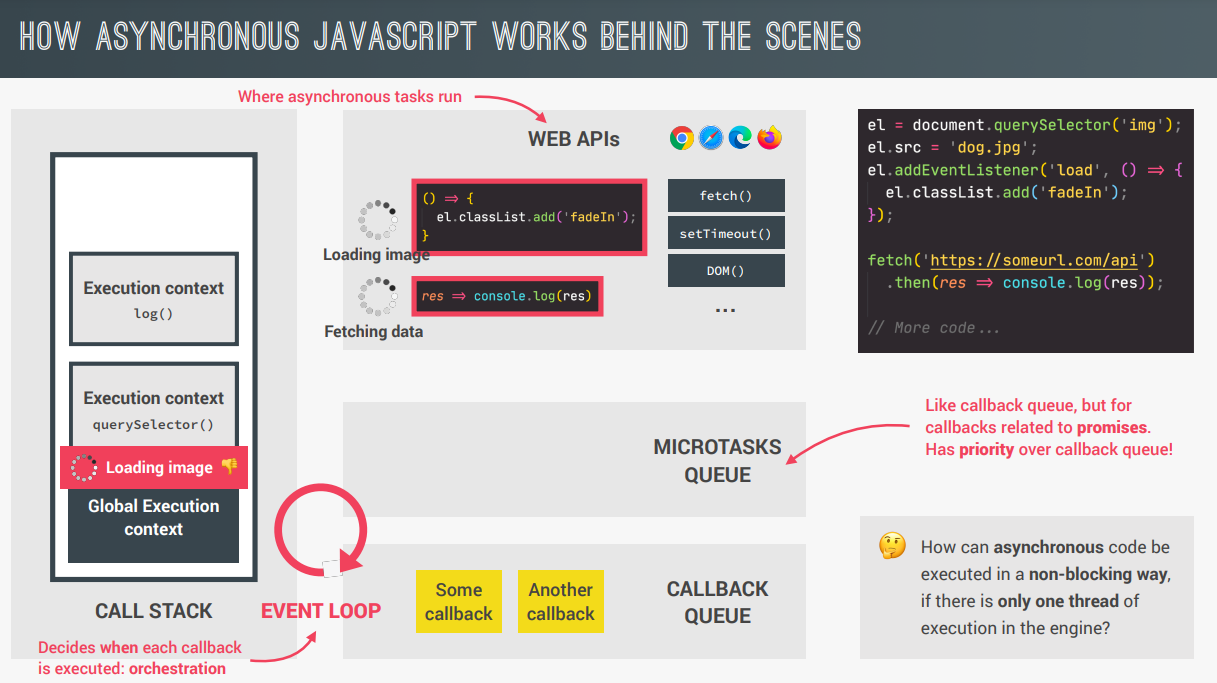 HOW ASYNCHRONOUS JAVASCRIPT WORKS BEHIND THE SCENES
Where asynchronous tasks run
WEB APIs
() => {
el.classList.add('fadeIn');
}
Loading image
res => console.log(res)
Fetching data
fetch()
setTimeout()
DOM()
...
el = document.querySelector('img');
el.src = 'dog.jpg';
el.addEventListener('load', () => {
el.classList.add('fadeIn');
});
fetch('https://someurl.com/api')
.then(res => console.log(res));
// More code...
Execution context
log()
Execution context
querySelector()
Loading image 👎
Global Execution
context
CALL STACK
EVENT LOOP
Decides when each callback
is executed: orchestration
MICROTASKS
QUEUE
Like callback queue, but for
callbacks related to promises.
Has priority over callback queue!
Some
callback
Another
callback
CALLBACK
QUEUE
🤔 How can asynchronous code be
executed in a non-blocking way,
if there is only one thread of
execution in the engine?